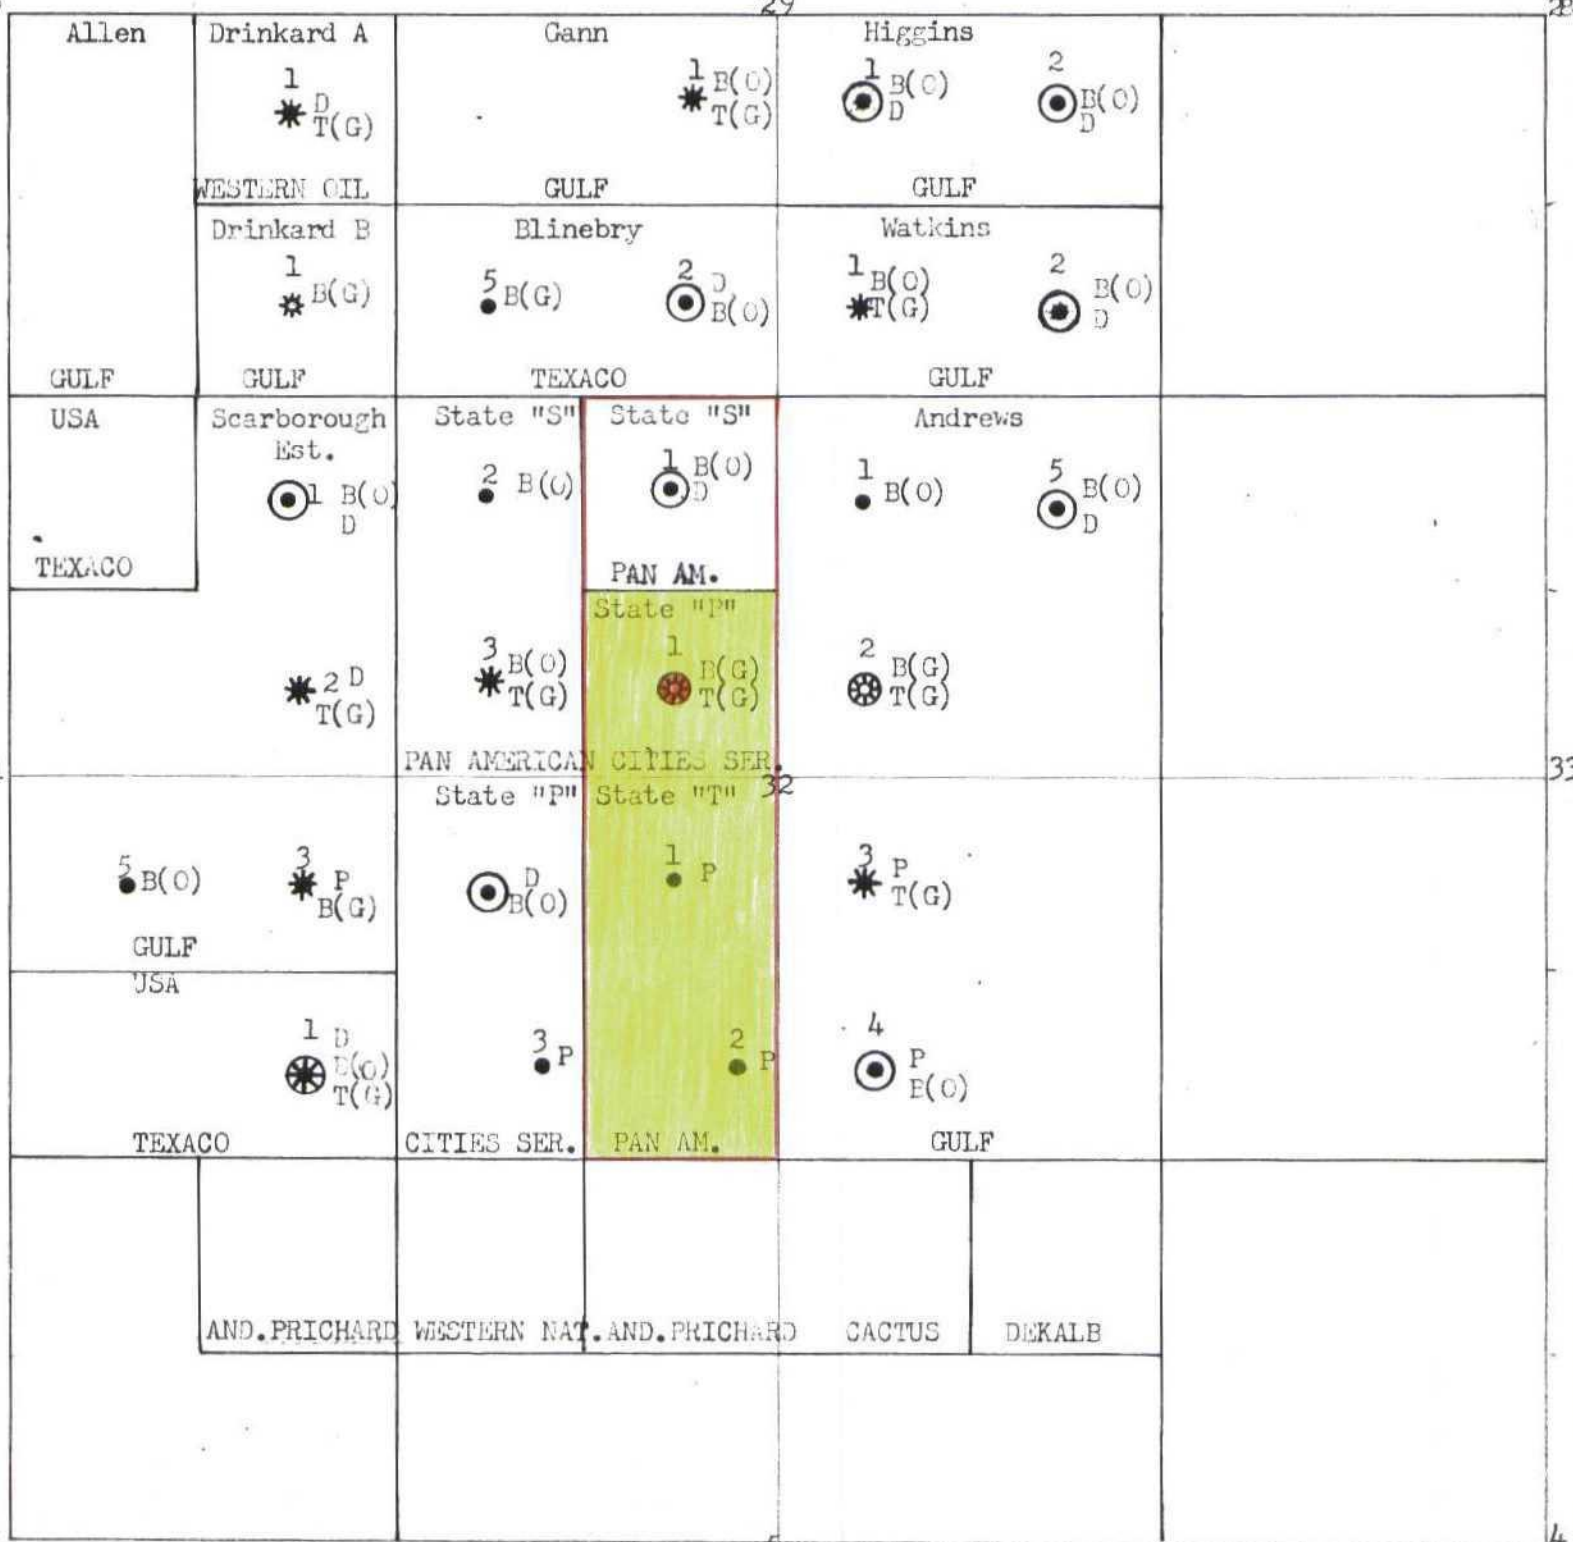 29
28
Allen
GULF
Drinkard A
1
D
T(G)
WESTERN OIL
Gann
1 B(O)
T(G)
GULF
Higgins
1 B(O)
D
2
B(O)
D
GULF
Drinkard B
1
B(G)
GULF
Blinebry
5 B(G)
2 D
B(O)
TEXACO
Watkins
1 B(O)
T(G)
2
B(O)
D
GULF
USA
TEXACO
Scarborough
Est.
1 B(O)
D
State "S"
2 B(O)
State "S"
1 B(O)
D
PAN AM.
Andrews
1 B(O)
5 B(O)
D
2 D
T(G)
3 B(O)
T(G)
PAN AMERICAN
State "P"
1
B(G)
T(G)
CITIES SER.
2
B(G)
T(G)
32
33
5 B(O)
3
P
B(G)
GULF
State "P"
D
B(O)
State "T"
1 P
3 P
T(G)
USA
1 D
B(O)
T(G)
TEXACO
3 P
CITIES SER.
2 P
PAN AM.
4
P
B(O)
GULF
AND.PRICHARD
WESTERN NAT.
AND.PRICHARD
CACTUS
DEKALB
4